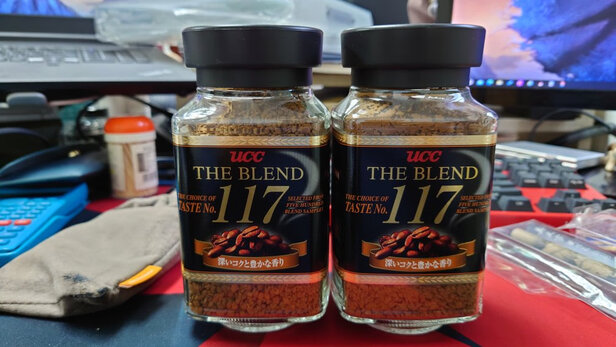 UCC
THE BLEND
THE CHOICE OF
TASTE No.
117
SELECTED FROM
FIVE HUNDRED
BLEND SAMPLES
深いコクと豊かな香り
UCC
THE BLEND
THE CHOICE OF
TASTE No.
117
SELECTED FROM
FIVE HUNDRED
BLEND SAMPLES
深いコクと豊かな香り